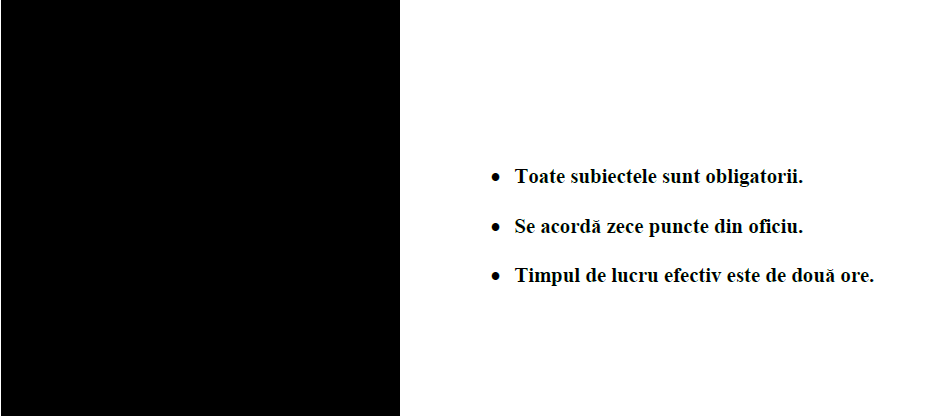 • Toate subiectele sunt obligatorii.
• Se acordă zece puncte din oficiu.
• Timpul de lucru efectiv este de două ore.